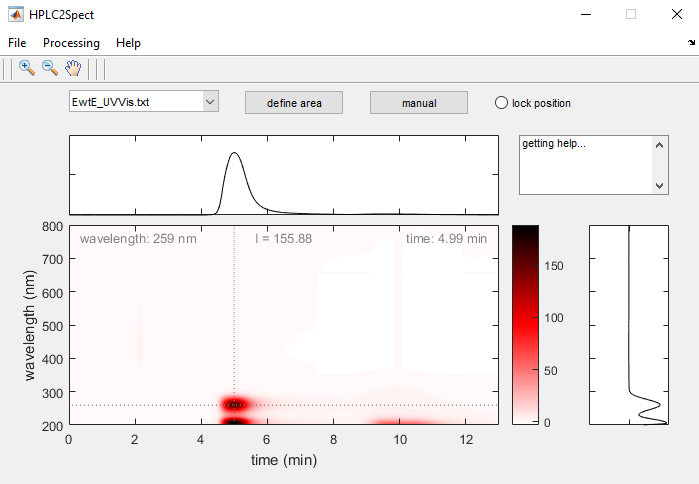 HPLC2Spect
File Processing Help
EwtE_UVVis.txt define area manual lock position
getting help...
wavelength: 259 nm I = 155.88 time: 4.99 min
800
700
600
500
400
300
200
wavelength (nm)
0 2 4 6 8 10 12
time (min)
150
100
50
0